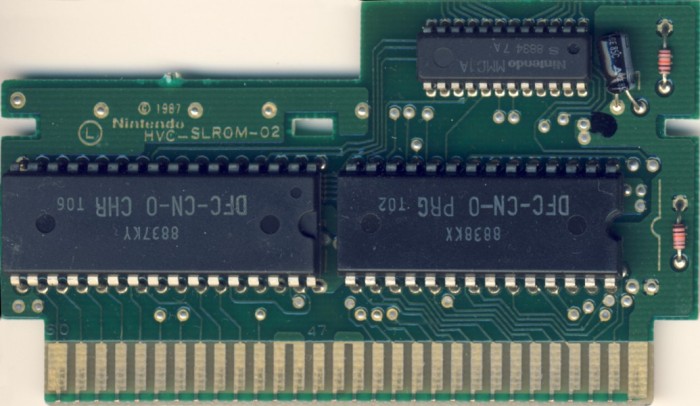 Nintendo
MMC1A
S 8834 7 A
© 1987
Nintendo
HVC-SLROM-02
L
DFC-CN-0 CHR T06
8837KY
DFC-CN-0 PRG T02
8838KX
47